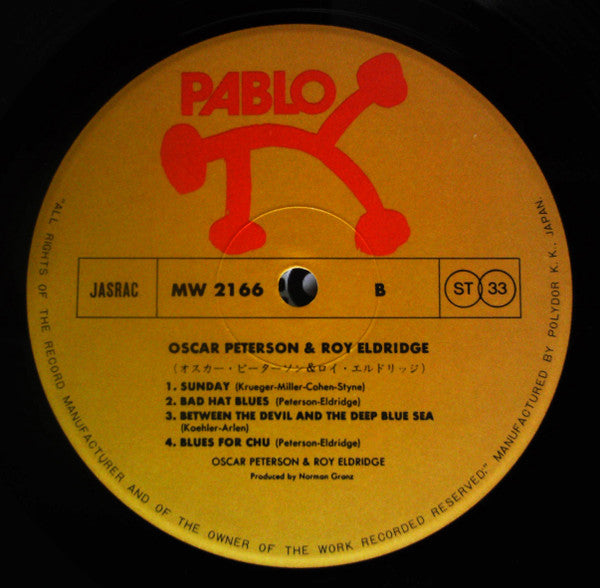 PABLO
JASRAC MW 2166 B ST 33
OSCAR PETERSON & ROY ELDRIDGE
(オスカー・ピーターソン&ロイ・エルドリッジ)
1. SUNDAY (Krueger-Miller-Cohen-Styne)
2. BAD HAT BLUES (Peterson-Eldridge)
3. BETWEEN THE DEVIL AND THE DEEP BLUE SEA
(Koehler-Arlen)
4. BLUES FOR CHU (Peterson-Eldridge)
OSCAR PETERSON & ROY ELDRIDGE
Produced by Norman Granz
"ALL RIGHTS OF THE RECORD MANUFACTURER AND OF THE OWNER OF THE WORK RECORDED RESERVED," MANUFACTURED BY POLYDOR K.K., JAPAN.